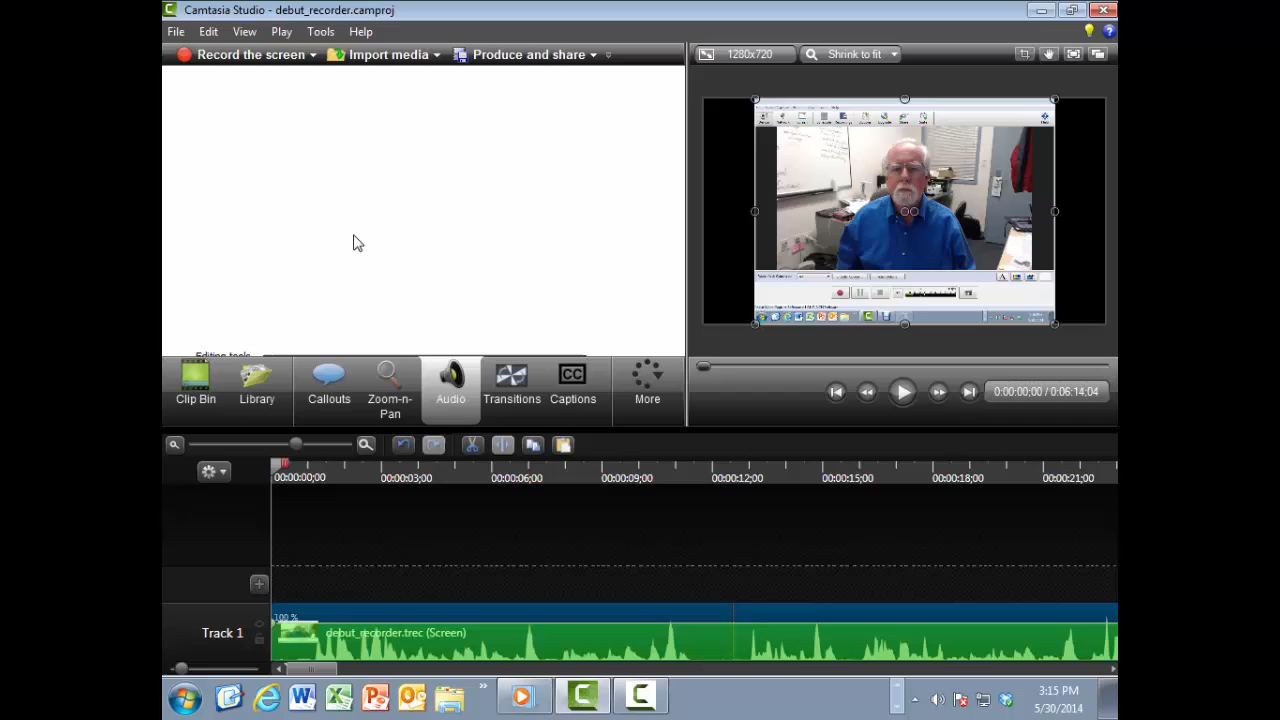 Camtasia Studio - debut_recorder.camproj
File Edit View Play Tools Help
Record the screen Import media Produce and share
1280x720 Shrink to fit
Editing tools
Clip Bin Library Callouts Zoom-n-Pan Audio Transitions CC Captions More
0:00:00;00 / 0:06:14;04
00:00:00;00 00:00:03;00 00:00:06;00 00:00:09;00 00:00:12;00 00:00:15;00 00:00:18;00 00:00:21;00
100 %
Track 1 debut_recorder.trec (Screen)
3:15 PM
5/30/2014